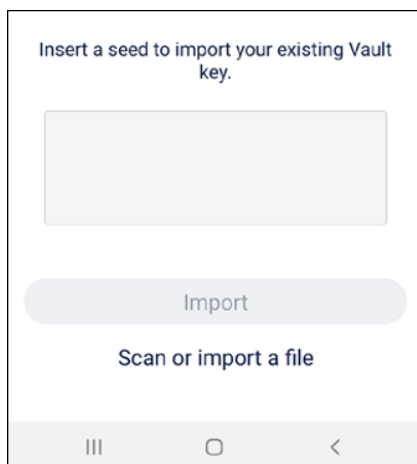 Insert a seed to import your existing Vault
key.
Import
Scan or import a file